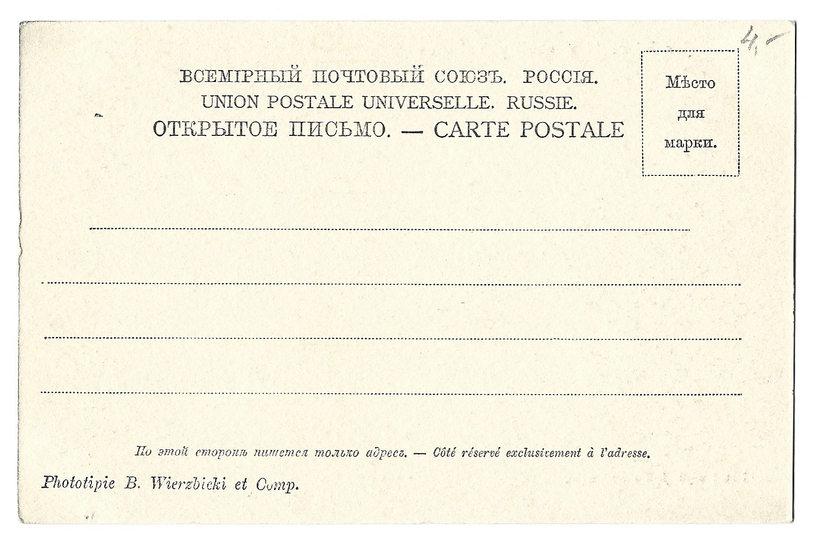 4,-
ВСЕМІРНЫЙ ПОЧТОВЫЙ СОЮЗЪ. РОССІЯ.
UNION POSTALE UNIVERSELLE. RUSSIE.
ОТКРЫТОЕ ПИСЬМО. — CARTE POSTALE
Мѣсто
для
марки.
По этой сторонѣ пишется только адресъ. — Côté réservé exclusivement à l'adresse.
Phototipie B. Wierzbicki et Comp.